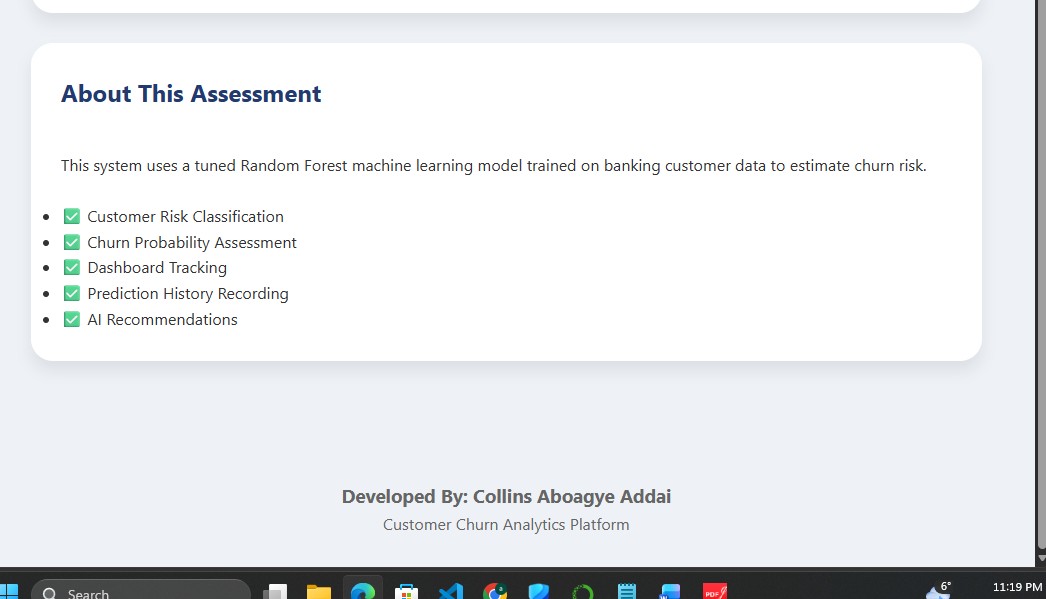 About This Assessment
This system uses a tuned Random Forest machine learning model trained on banking customer data to estimate churn risk.
• ✅ Customer Risk Classification
• ✅ Churn Probability Assessment
• ✅ Dashboard Tracking
• ✅ Prediction History Recording
• ✅ AI Recommendations
Developed By: Collins Aboagye Addai
Customer Churn Analytics Platform
Search
PDF
6°
11:19 PM